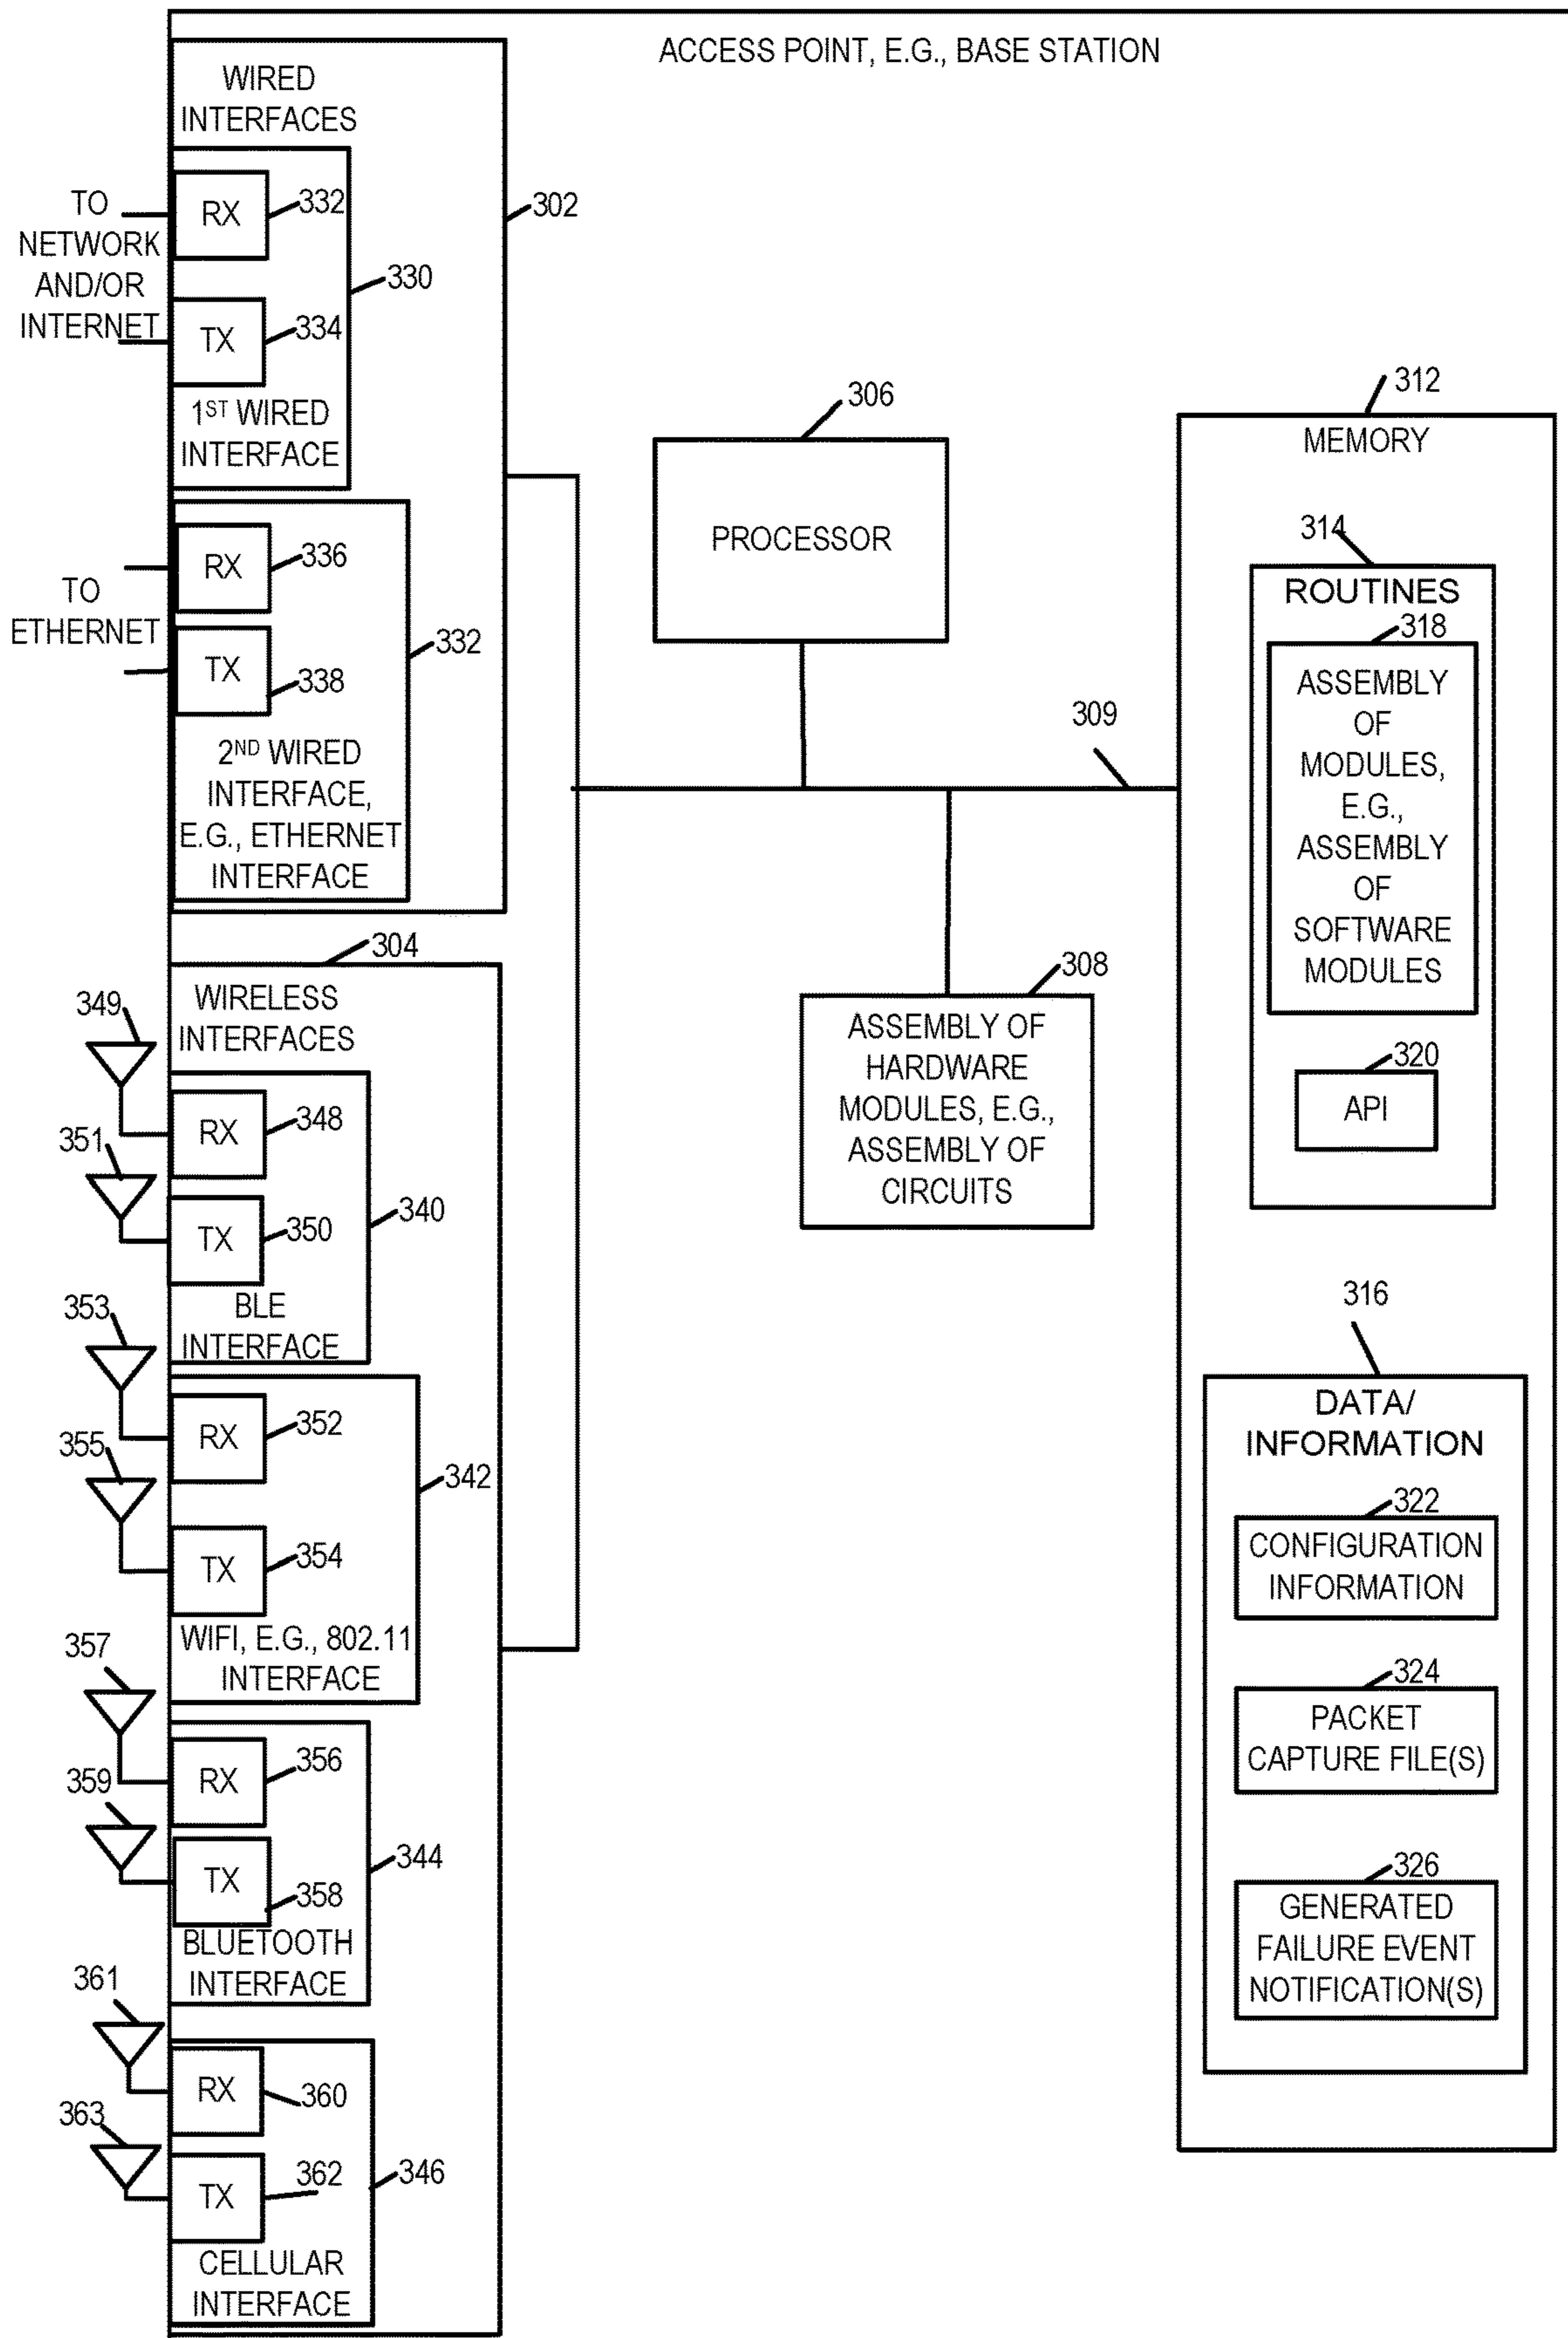 ACCESS POINT, E.G., BASE STATION
WIRED
INTERFACES
302
TO
NETWORK
AND/OR
INTERNET
RX
332
330
TX
334
1ST WIRED
INTERFACE
TO
ETHERNET
RX
336
332
TX
338
2ND WIRED
INTERFACE,
E.G., ETHERNET
INTERFACE
304
WIRELESS
INTERFACES
349
RX
348
351
TX
350
340
BLE
INTERFACE
353
RX
352
355
342
TX
354
WIFI, E.G., 802.11
INTERFACE
357
RX
356
359
344
TX
358
BLUETOOTH
INTERFACE
361
RX
360
363
TX
362
346
CELLULAR
INTERFACE
306
PROCESSOR
309
308
ASSEMBLY OF
HARDWARE
MODULES, E.G.,
ASSEMBLY OF
CIRCUITS
312
MEMORY
314
ROUTINES
318
ASSEMBLY
OF
MODULES,
E.G.,
ASSEMBLY
OF
SOFTWARE
MODULES
320
API
316
DATA/
INFORMATION
322
CONFIGURATION
INFORMATION
324
PACKET
CAPTURE FILE(S)
326
GENERATED
FAILURE EVENT
NOTIFICATION(S)